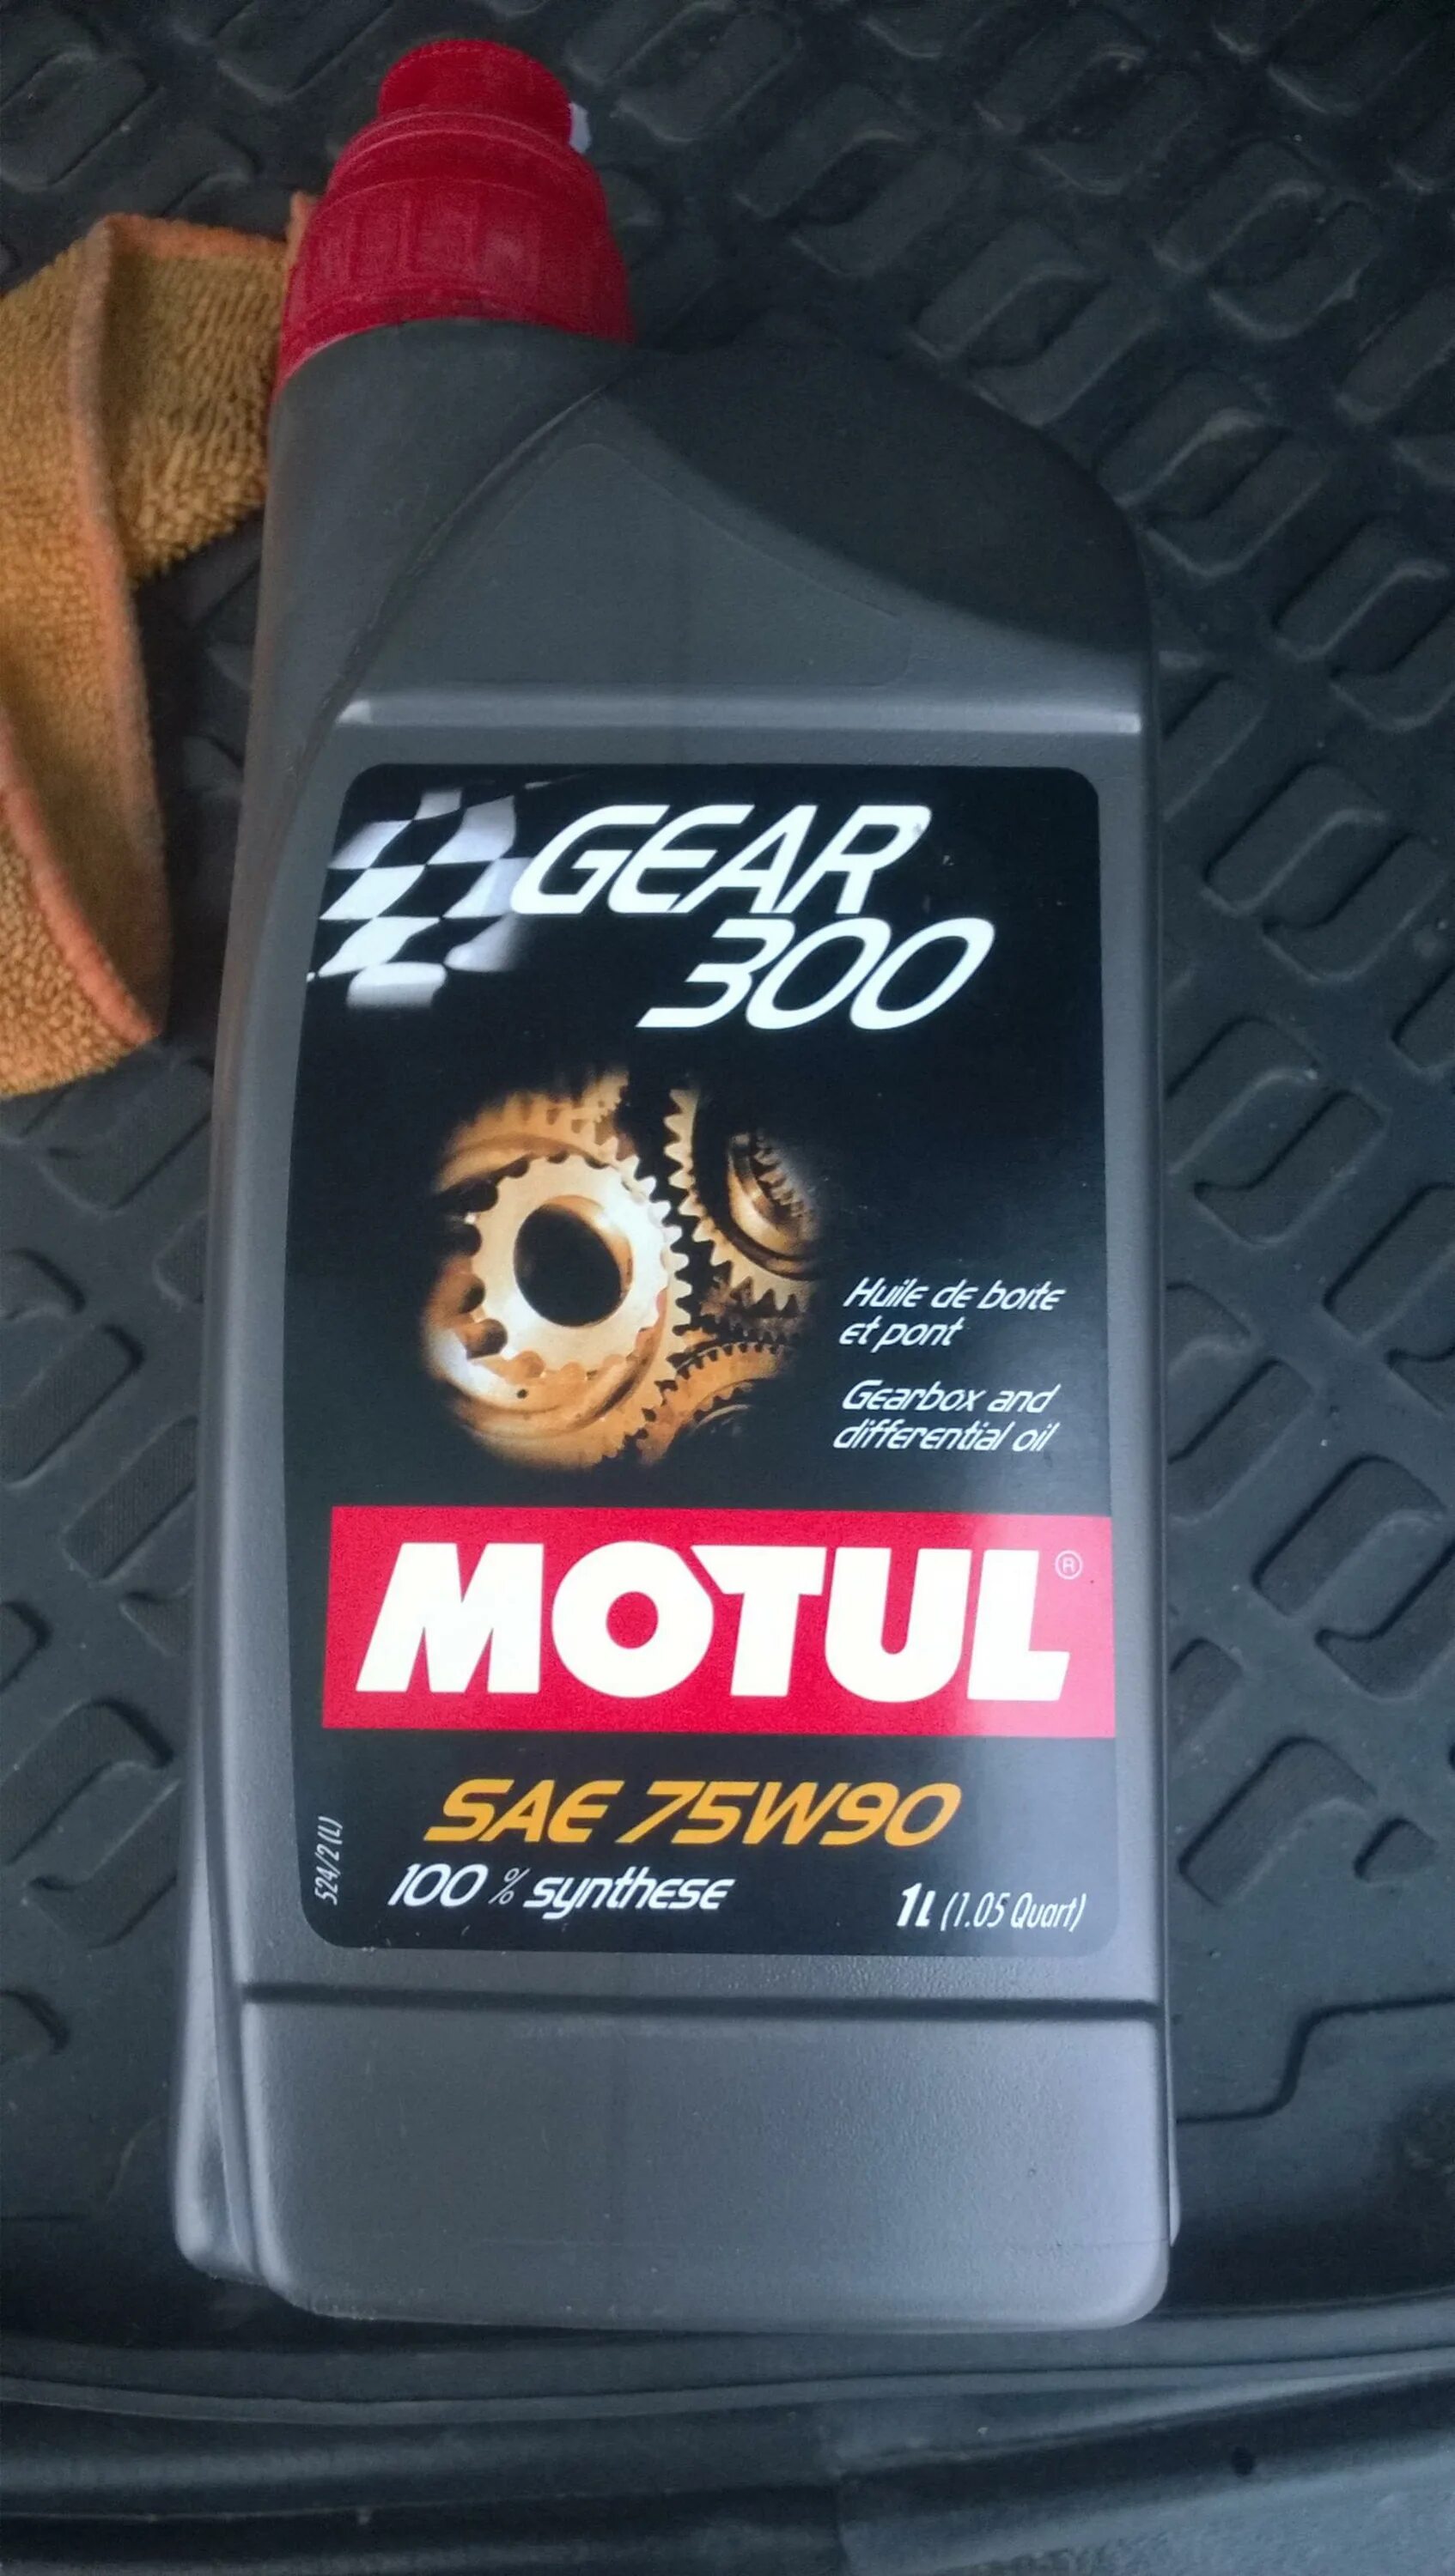 GEAR
300
Huile de boîte
et pont
Gearbox and
differential oil
MOTUL®
SAE 75W90
524/2 (L)
100 % synthese
1L (1.05 Quart)